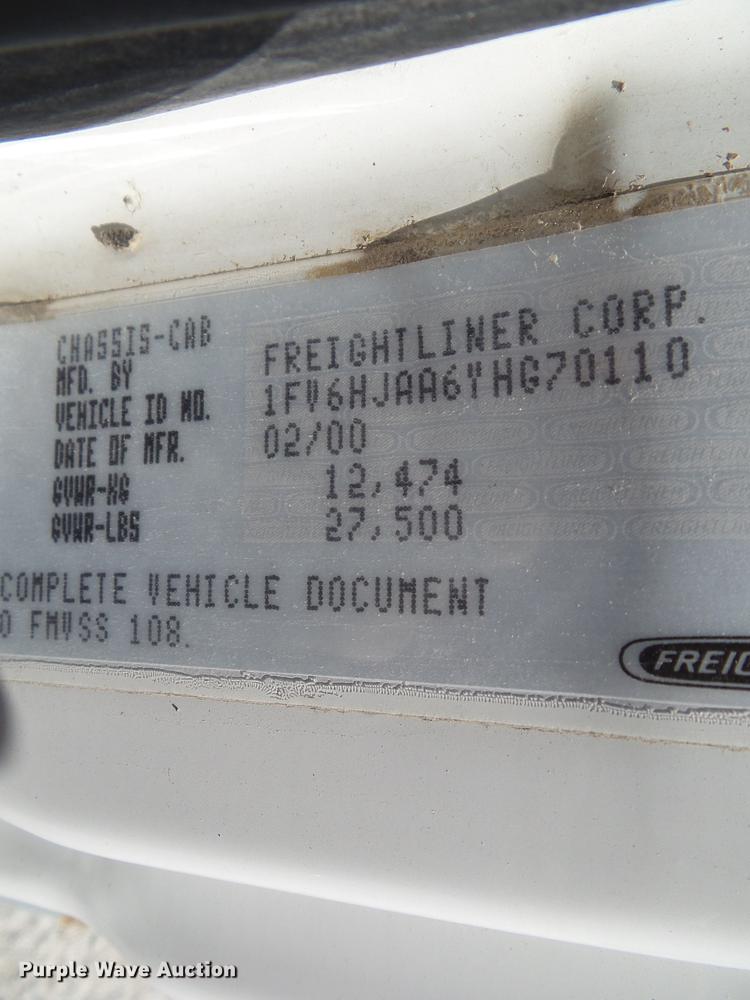 CHASSIS-CAB
MFD. BY FREIGHTLINER CORP.
VEHICLE ID NO. 1FV6HJAA6YHG70110
DATE OF MFR. 02/00
GVWR-KG 12,474
GVWR-LBS 27,500
COMPLETE VEHICLE DOCUMENT
O FMVSS 108.
FREIG
Purple Wave Auction